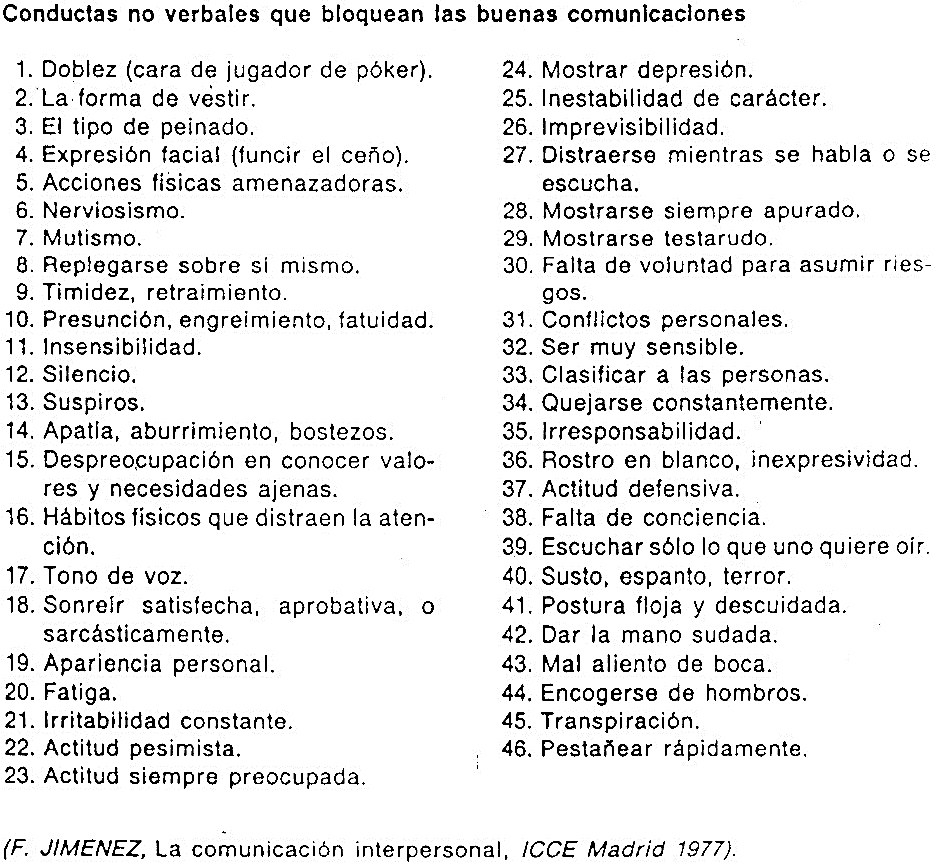 Conductas no verbales que bloquean las buenas comunicaciones
1. Doblez (cara de jugador de póker).
2. La forma de vestir.
3. El tipo de peinado.
4. Expresión facial (funcir el ceño).
5. Acciones físicas amenazadoras.
6. Nerviosismo.
7. Mutismo.
8. Replegarse sobre sí mismo.
9. Timidez, retraimiento.
10. Presunción, engreimiento, fatuidad.
11. Insensibilidad.
12. Silencio.
13. Suspiros.
14. Apatía, aburrimiento, bostezos.
15. Despreocupación en conocer valo-
res y necesidades ajenas.
16. Hábitos físicos que distraen la aten-
ción.
17. Tono de voz.
18. Sonreír satisfecha, aprobativa, o
sarcásticamente.
19. Apariencia personal.
20. Fatiga.
21. Irritabilidad constante.
22. Actitud pesimista.
23. Actitud siempre preocupada.
24. Mostrar depresión.
25. Inestabilidad de carácter.
26. Imprevisibilidad.
27. Distraerse mientras se habla o se
escucha.
28. Mostrarse siempre apurado.
29. Mostrarse testarudo.
30. Falta de voluntad para asumir ries-
gos.
31. Conflictos personales.
32. Ser muy sensible.
33. Clasificar a las personas.
34. Quejarse constantemente.
35. Irresponsabilidad.
36. Rostro en blanco, inexpresividad.
37. Actitud defensiva.
38. Falta de conciencia.
39. Escuchar sólo lo que uno quiere oír.
40. Susto, espanto, terror.
41. Postura floja y descuidada.
42. Dar la mano sudada.
43. Mal aliento de boca.
44. Encogerse de hombros.
45. Transpiración.
46. Pestañear rápidamente.
(F. JIMENEZ, La comunicación interpersonal, ICCE Madrid 1977).